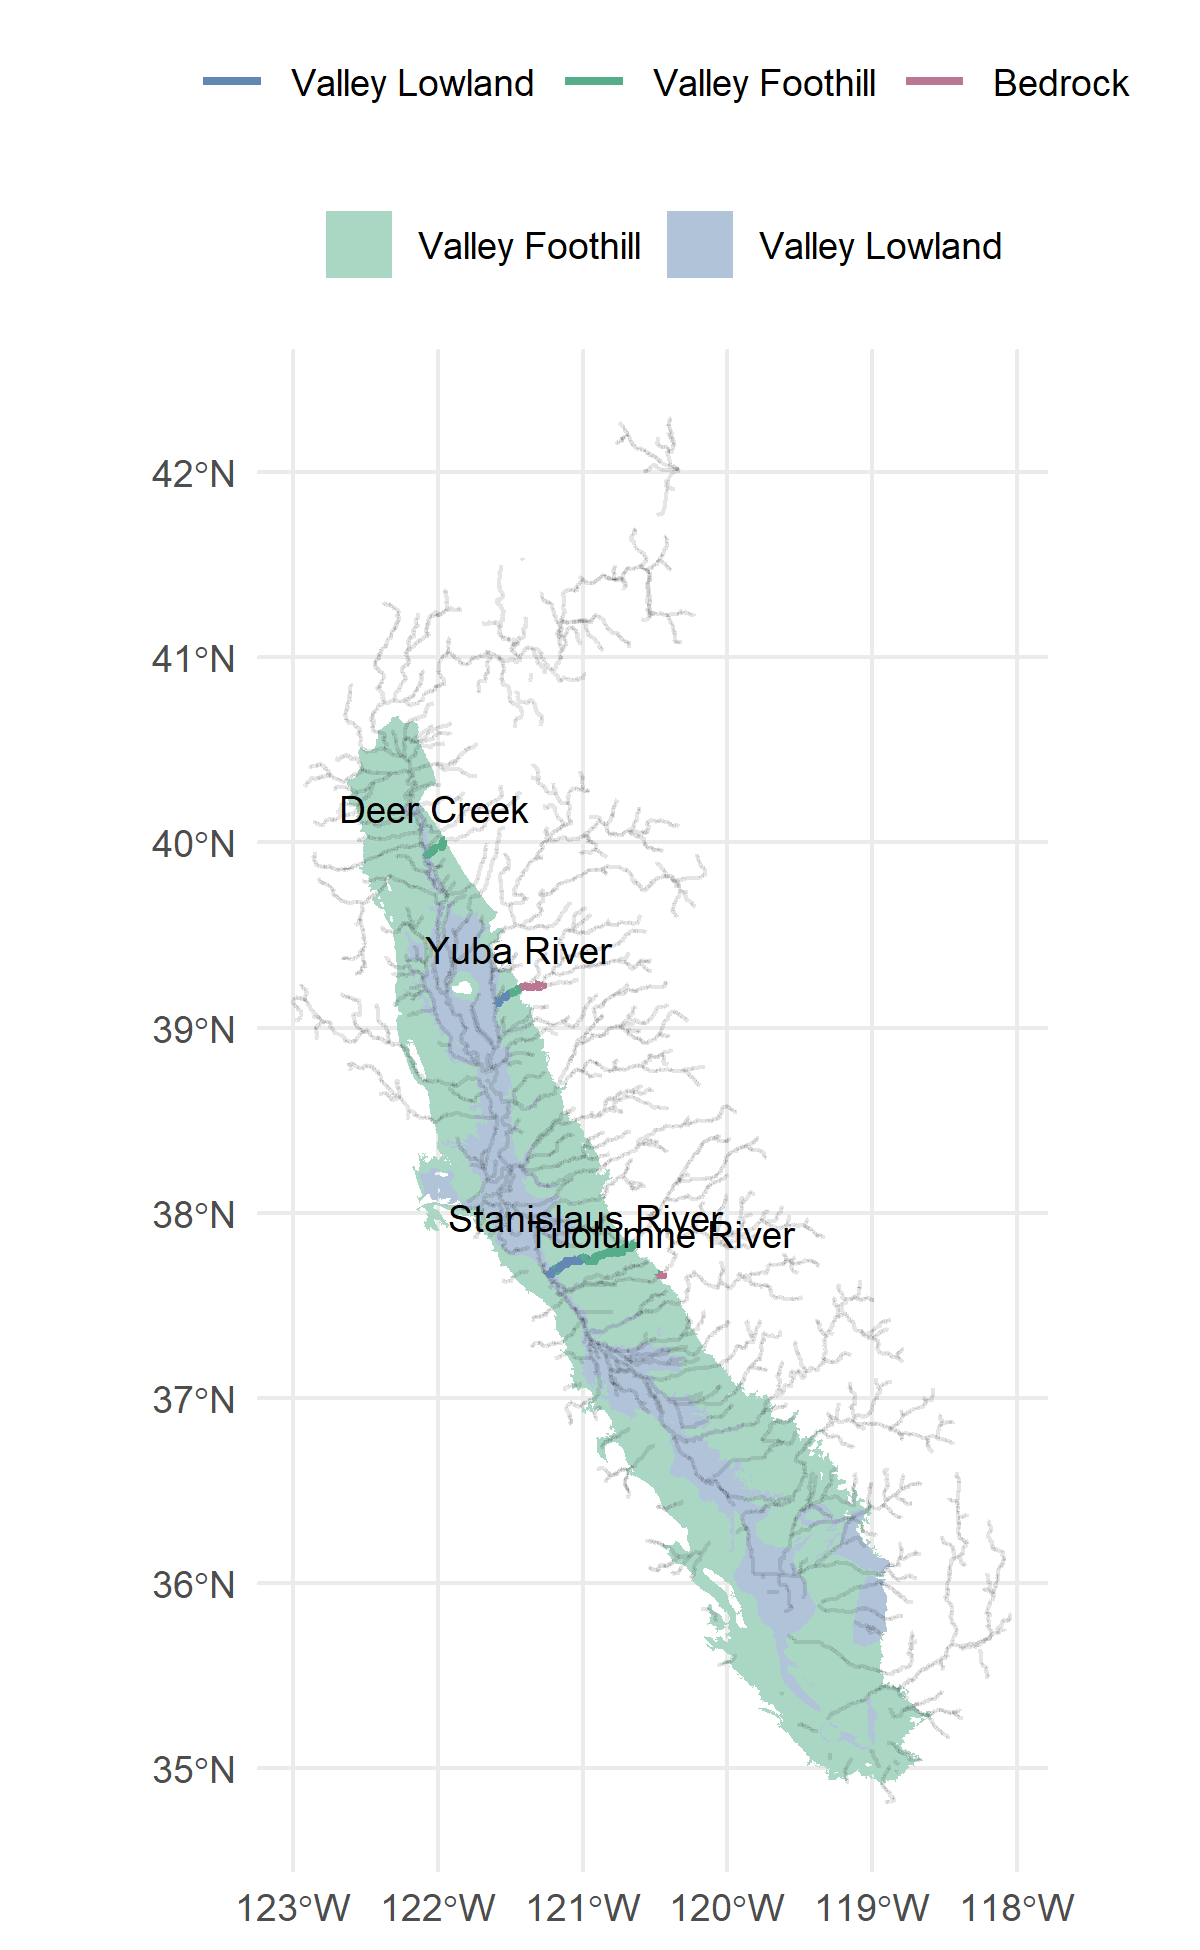 Valley Lowland Valley Foothill Bedrock
Valley Foothill Valley Lowland
42°N
41°N
Deer Creek
40°N
Yuba River
39°N
38°N
Stanislaus River
Tuolumne River
37°N
36°N
35°N
123°W 122°W 121°W 120°W 119°W 118°W